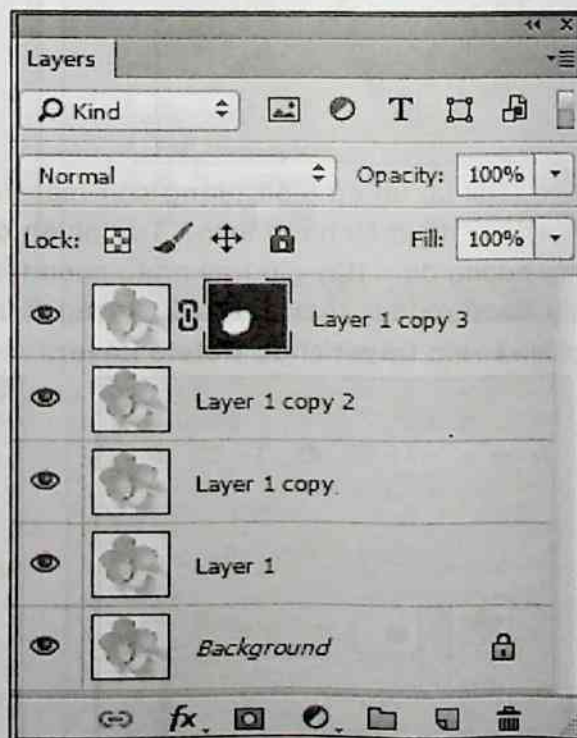 Layers
Kind T
Normal Opacity: 100%
Lock: Fill: 100%
Layer 1 copy 3
Layer 1 copy 2
Layer 1 copy
Layer 1
Background
fx